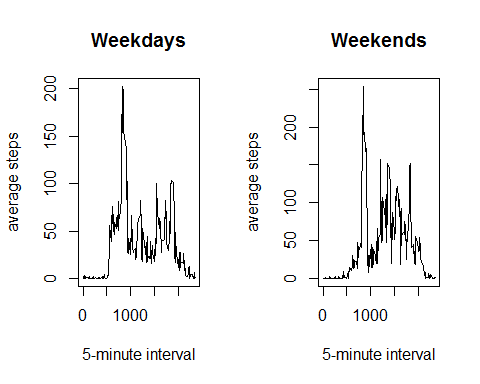 Weekdays
Weekends
average steps
0 50 100 150 200
0 1000
5-minute interval
average steps
0 50 100 200
0 1000
5-minute interval